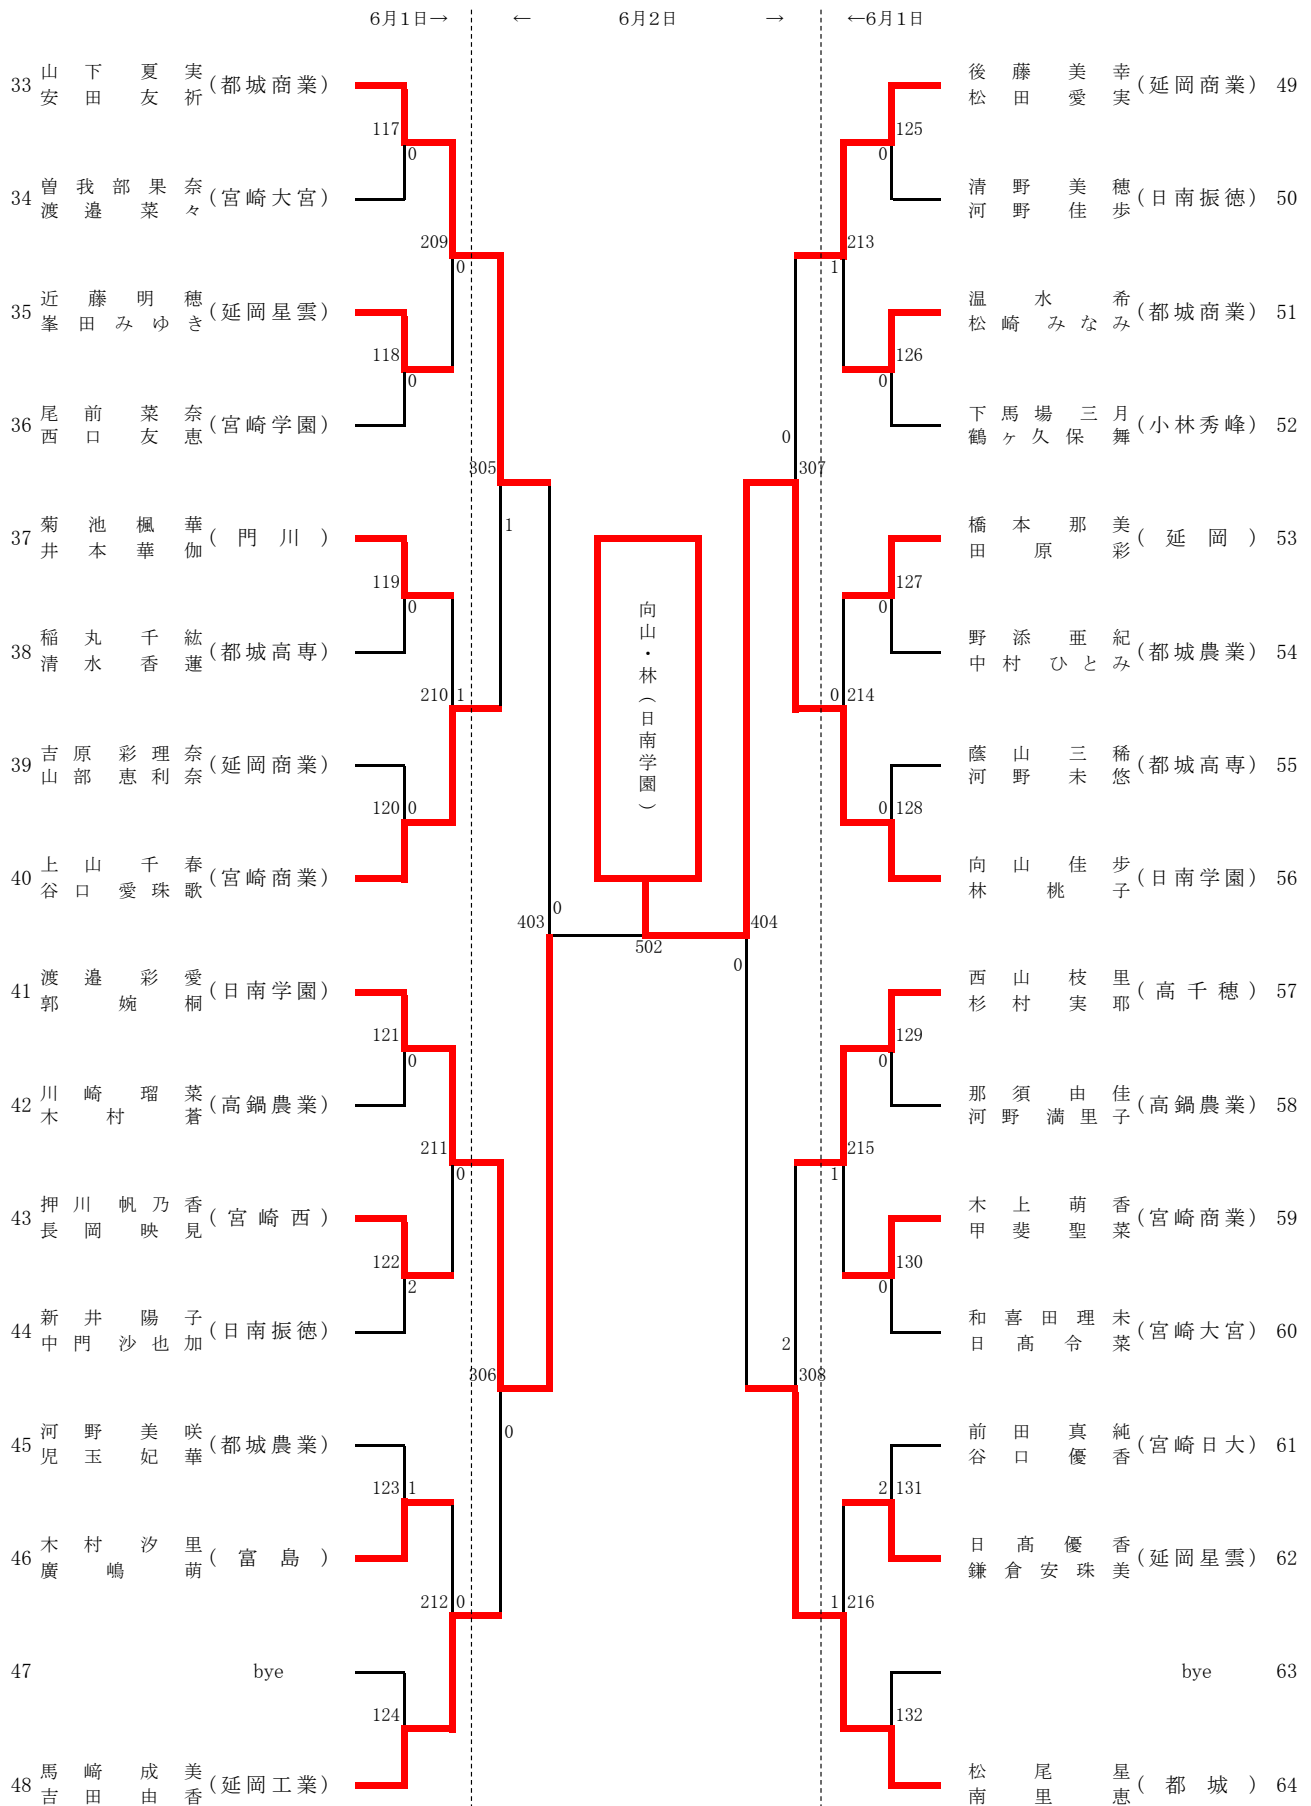 6月1日→ ← 6月2日 → ←6月1日
33 山下夏実 安田友祈 (都城商業)
117
0
34 曽我部果奈 渡邉菜々 (宮崎大宮)
209
0
35 近藤明穂 峯田みゆき (延岡星雲)
118
0
36 尾前菜奈 西口友恵 (宮崎学園)
305
1
37 菊池楓華 井本華伽 (門川)
119
0
38 稲丸千紘 清水香蓮 (都城高専)
210 1
39 吉原彩理奈 山部恵利奈 (延岡商業)
120 0
40 上山千春 谷口愛珠歌 (宮崎商業)
403 0
41 渡邉彩愛 郭婉桐 (日南学園)
121
0
42 川崎瑠菜 木村蒼 (高鍋農業)
211
0
43 押川帆乃香 長岡映見 (宮崎西)
122
2
44 新井陽子 中門沙也加 (日南振徳)
306
0
45 河野美咲 児玉妃華 (都城農業)
123 1
46 木村汐里 廣嶋萌 (富島)
212 0
47 bye
124
48 馬﨑成美 吉田由香 (延岡工業)
向山・林(日南学園)
502
後藤美幸 松田愛実 (延岡商業) 49
125
0
清野美穂 河野佳歩 (日南振徳) 50
213
1
温水希 松崎みなみ (都城商業) 51
126
0
下馬場三月 鶴ヶ久保舞 (小林秀峰) 52
0
307
橋本那美 田原彩 (延岡) 53
127
0
野添亜紀 中村ひとみ (都城農業) 54
0 214
蔭山三稀 河野未悠 (都城高専) 55
0 128
向山佳歩 林桃子 (日南学園) 56
404
0
西山枝里 杉村実耶 (高千穂) 57
129
0
那須由佳 河野満里子 (高鍋農業) 58
215
1
木上萌香 甲斐聖菜 (宮崎商業) 59
130
0
和喜田理未 日髙令菜 (宮崎大宮) 60
2
308
前田真純 谷口優香 (宮崎日大) 61
2 131
日髙優香 鎌倉安珠美 (延岡星雲) 62
1 216
bye 63
132
松尾星 南里恵 (都城) 64